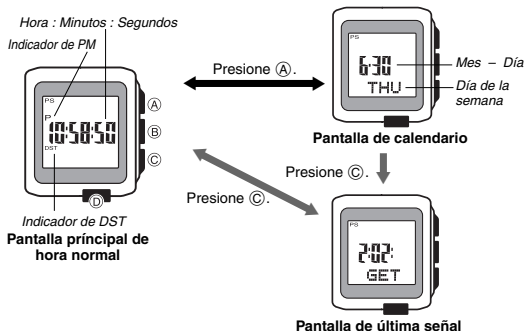 Hora : Minutos : Segundos
Indicador de PM
PS
P
10:58:50
DST
A
B
C
D
Indicador de DST
Pantalla príncipal de
hora normal
Presione Ⓐ.
PS
6-30
THU
Mes – Día
Día de la
semana
Pantalla de calendario
Presione Ⓒ.
Presione Ⓒ.
PS
2:02:
GET
Pantalla de última señal